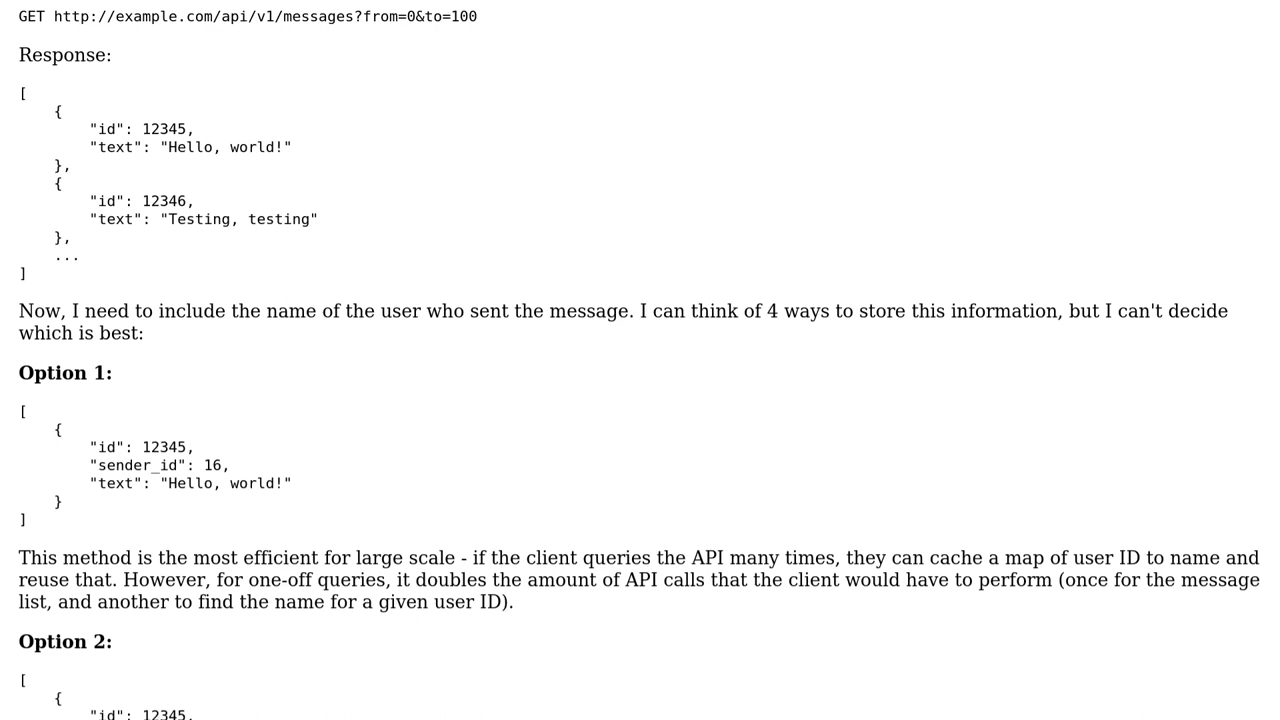 GET http://example.com/api/v1/messages?from=0&to=100
Response:
[
    {
        "id": 12345,
        "text": "Hello, world!"
    },
    {
        "id": 12346,
        "text": "Testing, testing"
    },
    ...
]
Now, I need to include the name of the user who sent the message. I can think of 4 ways to store this information, but I can't decide
which is best:
Option 1:
[
    {
        "id": 12345,
        "sender_id": 16,
        "text": "Hello, world!"
    }
]
This method is the most efficient for large scale - if the client queries the API many times, they can cache a map of user ID to name and
reuse that. However, for one-off queries, it doubles the amount of API calls that the client would have to perform (once for the message
list, and another to find the name for a given user ID).
Option 2:
[
    {
        "id": 12345,